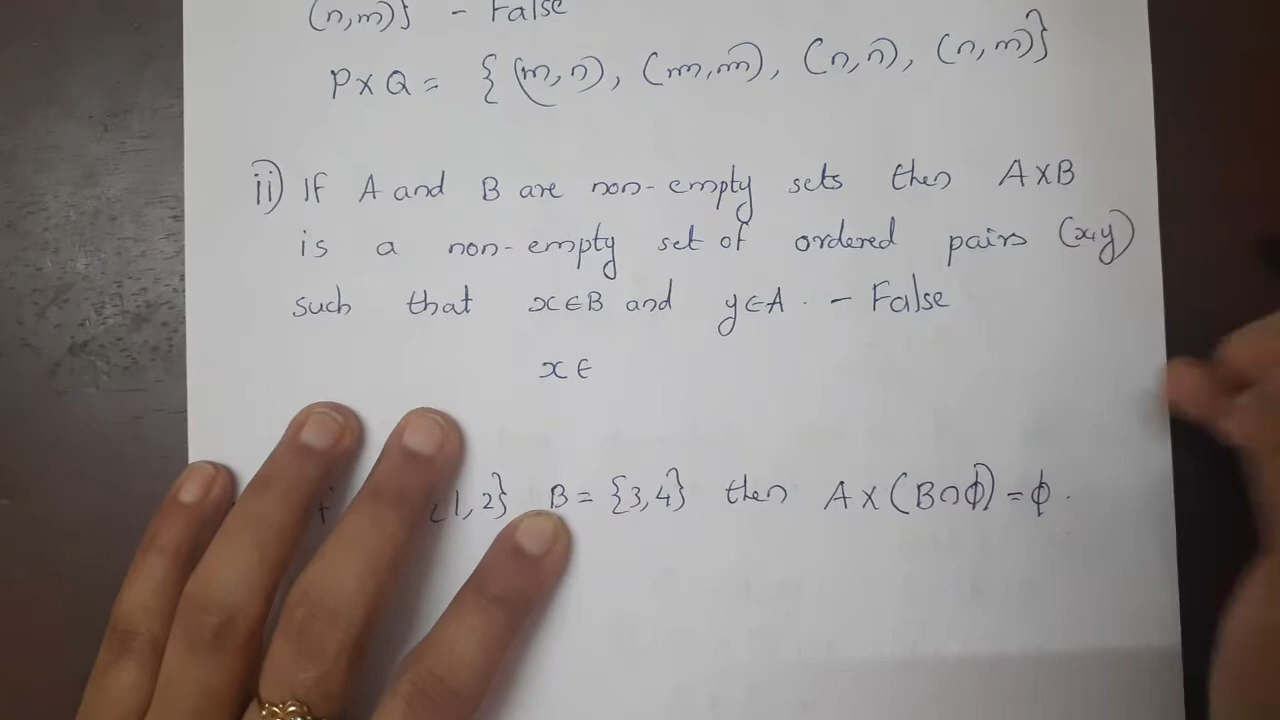 (n,m)} - False
P X Q = {(m,n), (m,m), (n,n), (n,m)}
ii) If A and B are non-empty sets then A X B
is a non-empty set of ordered pairs (x,y)
such that x∈B and y∈A. - False
x∈
1,2} B = {3,4} then A X (B∩ϕ) = ϕ.